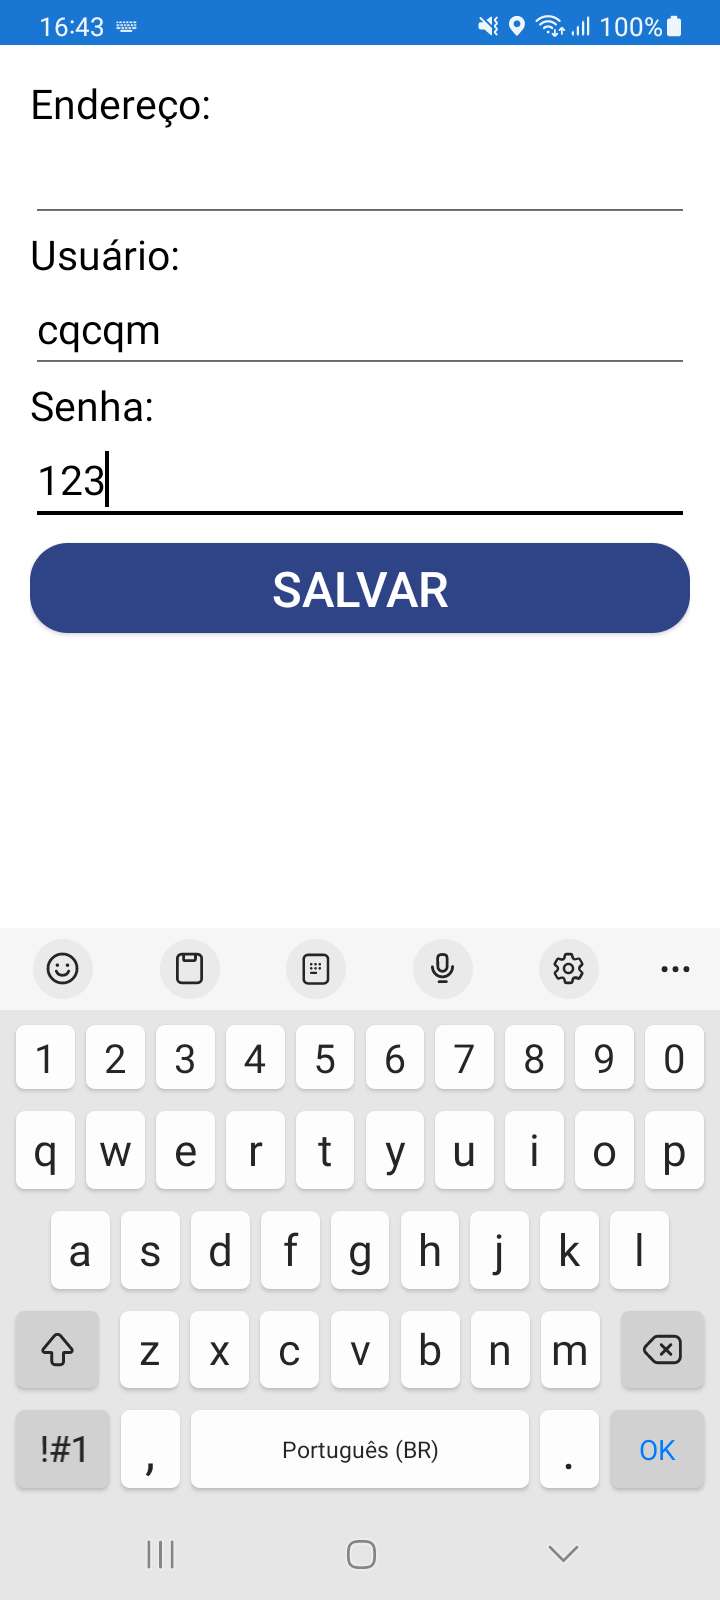 16:43 100%
Endereço:
Usuário:
cqcqm
Senha:
123
SALVAR
1 2 3 4 5 6 7 8 9 0
q w e r t y u i o p
a s d f g h j k l
z x c v b n m
!#1 , Português (BR) . OK